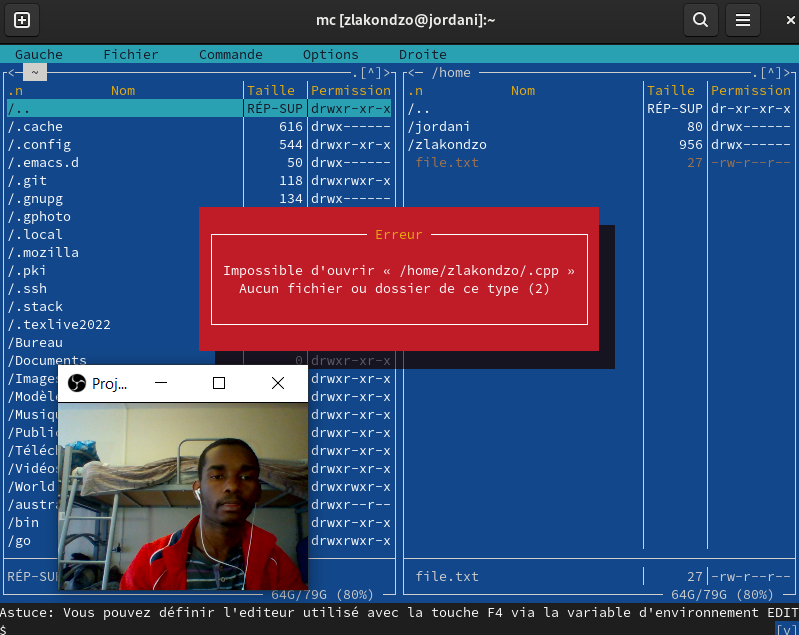 mc [zlakondzo@jordani]:~
Gauche Fichier Commande Options Droite
<— ~ .[^]>
.n Nom Taille Permission
/.. RÉP-SUP drwxr-xr-x
/.cache 616 drwx------
/.config 544 drwxr-xr-x
/.emacs.d 50 drwx------
/.git 118 drwxrwxr-x
/.gnupg 134 drwx------
/.gphoto
/.local
/.mozilla
/.pki
/.ssh
/.stack
/.texlive2022
/Bureau
/Documents 0 drwxr-xr-x
/Image drwxr-xr-x
/Modèl drwxr-xr-x
/Musiq drwxr-xr-x
/Publi drwxr-xr-x
/Téléc drwxr-xr-x
/Vidéo drwxr-xr-x
/World drwxrwxr-x
/austr drwxr--r--
/bin drwxr-xr-x
/go drwxrwxr-x
RÉP-SU
64G/79G (80%)
<— /home .[^]>
.n Nom Taille Permission
/.. RÉP-SUP dr-xr-xr-x
/jordani 80 drwx------
/zlakondzo 956 drwx------
file.txt 27 -rw-r--r--
file.txt 27 -rw-r--r--
64G/79G (80%)
Erreur
Impossible d'ouvrir « /home/zlakondzo/.cpp »
Aucun fichier ou dossier de ce type (2)
Proj...
Astuce: Vous pouvez définir l'editeur utilisé avec la touche F4 via la variable d'environnement EDIT
$ [v]